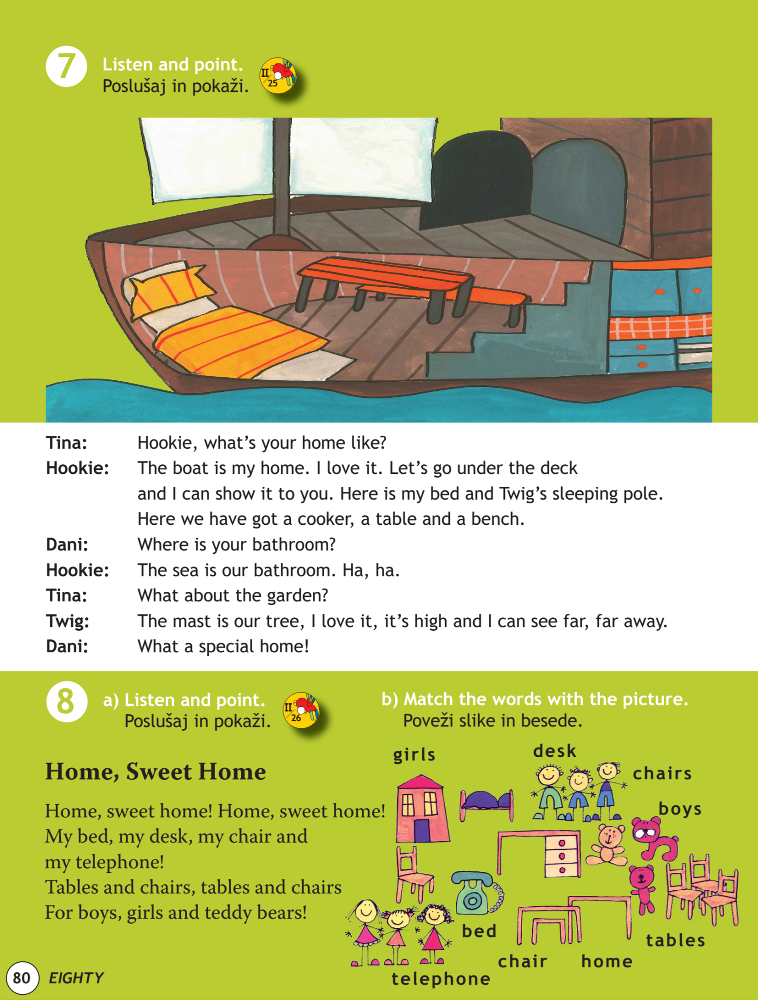 7 Listen and point.
Poslušaj in pokaži.
II
25
Tina: Hookie, what's your home like?
Hookie: The boat is my home. I love it. Let's go under the deck
and I can show it to you. Here is my bed and Twig's sleeping pole.
Here we have got a cooker, a table and a bench.
Dani: Where is your bathroom?
Hookie: The sea is our bathroom. Ha, ha.
Tina: What about the garden?
Twig: The mast is our tree, I love it, it's high and I can see far, far away.
Dani: What a special home!
8 a) Listen and point.
Poslušaj in pokaži.
II
26
Home, Sweet Home
Home, sweet home! Home, sweet home!
My bed, my desk, my chair and
my telephone!
Tables and chairs, tables and chairs
For boys, girls and teddy bears!
b) Match the words with the picture.
Poveži slike in besede.
girls
desk
chairs
boys
bed
tables
chair
home
telephone
80 EIGHTY